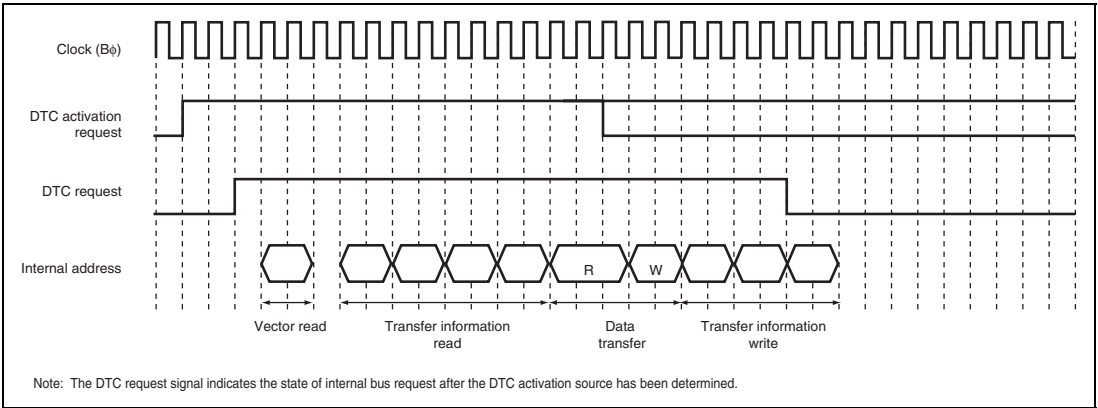 Clock (Bφ)
DTC activation
request
DTC request
Internal address
R
W
Vector read
Transfer information
read
Data
transfer
Transfer information
write
Note: The DTC request signal indicates the state of internal bus request after the DTC activation source has been determined.